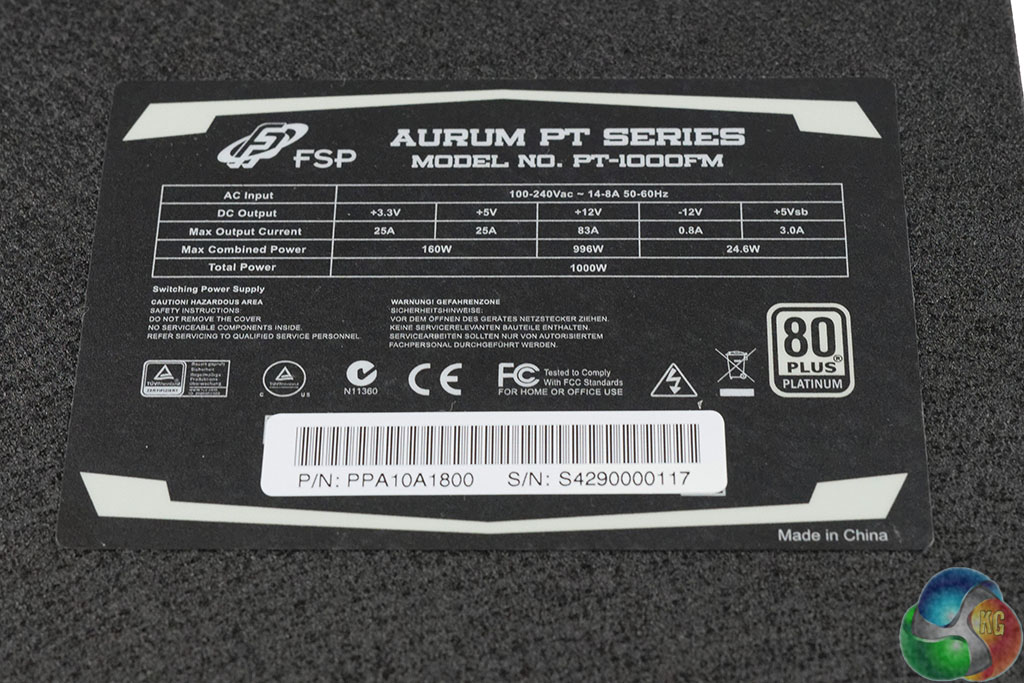 FSP
AURUM PT SERIES
MODEL NO. PT-1000FM
AC Input 100-240Vac ~ 14-8A 50-60Hz
DC Output +3.3V +5V +12V -12V +5Vsb
Max Output Current 25A 25A 83A 0.8A 3.0A
Max Combined Power 160W 996W 24.6W
Total Power 1000W
Switching Power Supply
CAUTION! HAZARDOUS AREA
SAFETY INSTRUCTIONS:
DO NOT REMOVE THE COVER
NO SERVICEABLE COMPONENTS INSIDE.
REFER SERVICING TO QUALIFIED SERVICE PERSONNEL.
WARNUNG! GEFAHRENZONE
SICHERHEITSHINWEISE:
VOR DEM ÖFFNEN DES GERÄTES NETZSTECKER ZIEHEN.
KEINE SERVICERELEVANTEN BAUTEILE ENTHALTEN.
SERVICEARBEITEN SOLLTEN NUR VON AUTORISIERTEM
FACHPERSONAL DURCHGEFÜHRT WERDEN.
TÜVRheinland
C US
N11360
CE
FC Tested to Comply
With FCC Standards
FOR HOME OR OFFICE USE
80
PLUS®
PLATINUM
P/N: PPA10A1800 S/N: S4290000117
Made in China
KG